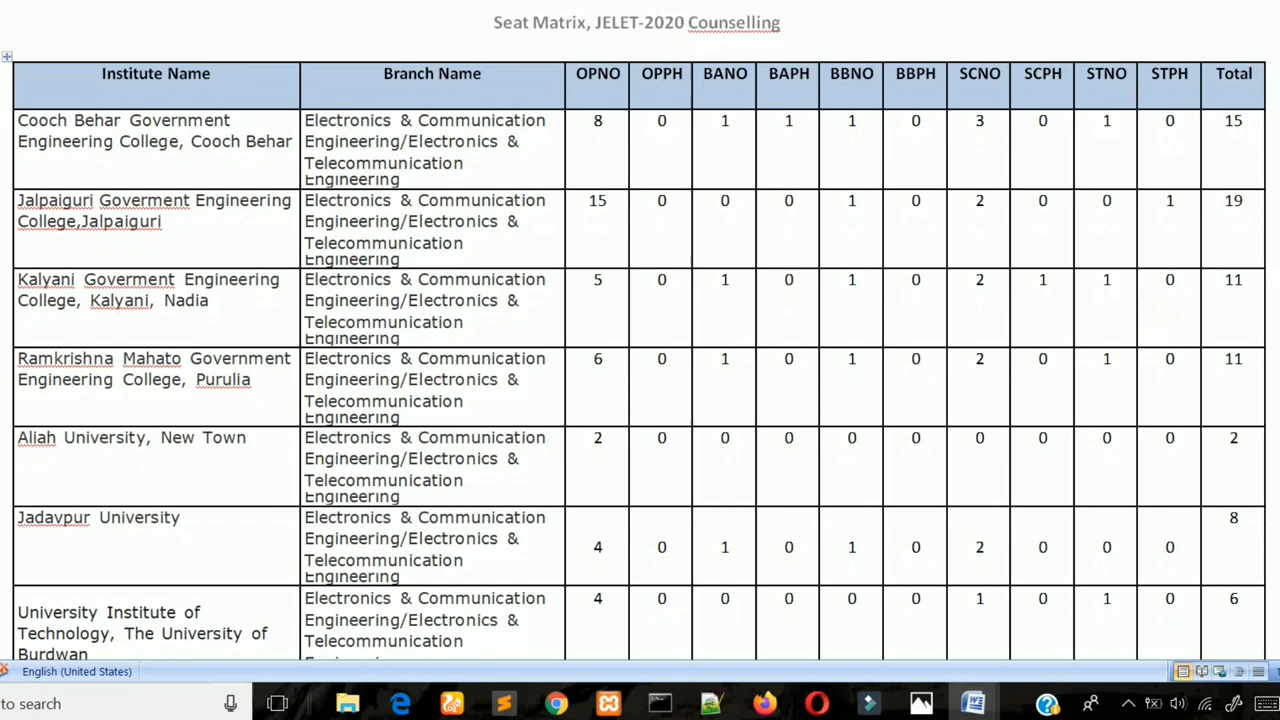 Seat Matrix, JELET-2020 Counselling
Institute Name Branch Name OPNO OPPH BANO BAPH BBNO BBPH SCNO SCPH STNO STPH Total
Cooch Behar Government Electronics & Communication 8 0 1 1 1 0 3 0 1 0 15
Engineering College, Cooch Behar Engineering/Electronics &
Telecommunication
Engineering
Jalpaiguri Goverment Engineering Electronics & Communication 15 0 0 0 1 0 2 0 0 1 19
College,Jalpaiguri Engineering/Electronics &
Telecommunication
Engineering
Kalyani Goverment Engineering Electronics & Communication 5 0 1 0 1 0 2 1 1 0 11
College, Kalyani, Nadia Engineering/Electronics &
Telecommunication
Engineering
Ramkrishna Mahato Government Electronics & Communication 6 0 1 0 1 0 2 0 1 0 11
Engineering College, Purulia Engineering/Electronics &
Telecommunication
Engineering
Aliah University, New Town Electronics & Communication 2 0 0 0 0 0 0 0 0 0 2
Engineering/Electronics &
Telecommunication
Engineering
Jadavpur University Electronics & Communication 8
Engineering/Electronics &
4 0 1 0 1 0 2 0 0 0
Telecommunication
Engineering
Electronics & Communication 4 0 0 0 0 0 1 0 1 0 6
University Institute of Engineering/Electronics &
Technology, The University of Telecommunication
Burdwan
English (United States)
to search